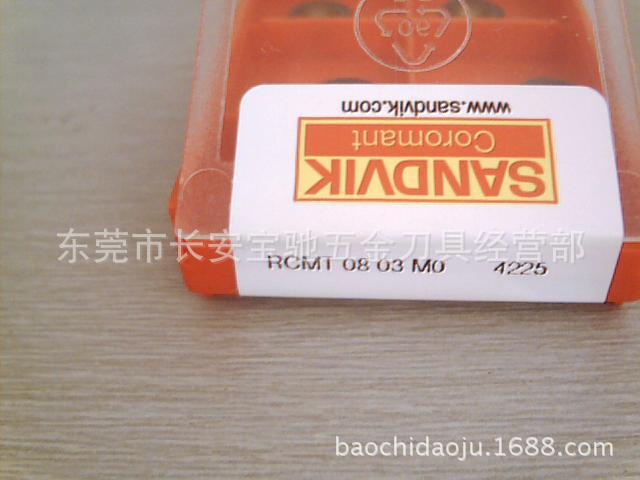 www.sandvik.com
SANDVIK
Coromant
东莞市长安宝驰五金刀具经营部
RCMT 08 03 M0 4225
baochidaoju.1688.com